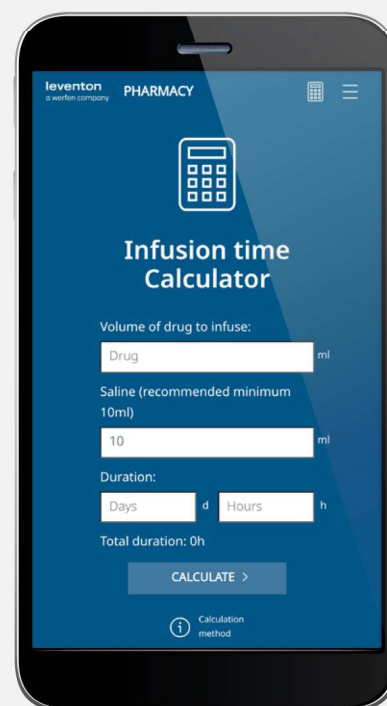 leventon
a werfen company
PHARMACY
Infusion time
Calculator
Volume of drug to infuse:
Drug
ml
Saline (recommended minimum
10ml)
10
ml
Duration:
Days
d
Hours
h
Total duration: 0h
CALCULATE >
i
Calculation
method